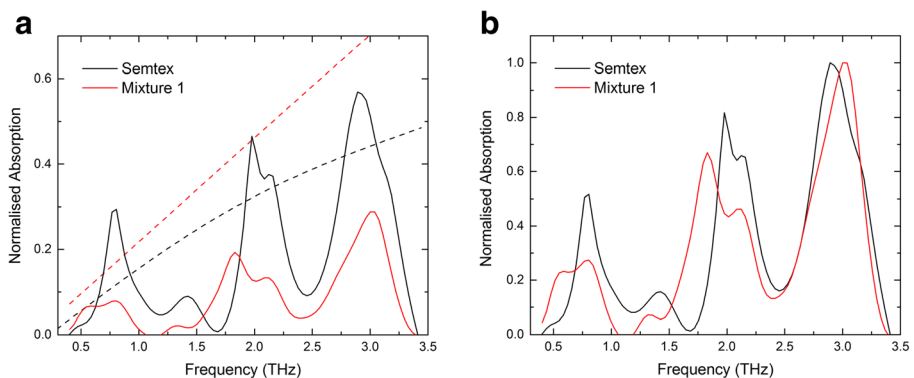 a
Semtex
Mixture 1
Normalised Absorption
0.6
0.4
0.2
0.0
0.5 1.0 1.5 2.0 2.5 3.0 3.5
Frequency (THz)
b
Semtex
Mixture 1
Normalized Absorption
1.0
0.8
0.6
0.4
0.2
0.0
0.5 1.0 1.5 2.0 2.5 3.0 3.5
Frequency (THz)